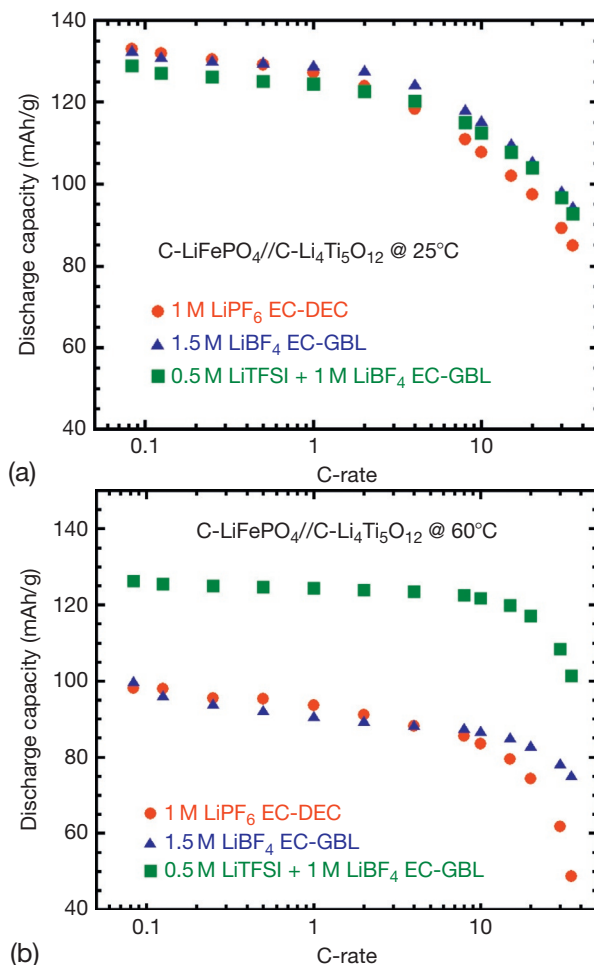 140
120
100
80
60
40
Discharge capacity (mAh/g)
C-LiFePO₄//C-Li₄Ti₅O₁₂ @ 25°C
1 M LiPF₆ EC-DEC
1.5 M LiBF₄ EC-GBL
0.5 M LiTFSI + 1 M LiBF₄ EC-GBL
0.1
1
10
C-rate
(a)
C-LiFePO₄//C-Li₄Ti₅O₁₂ @ 60°C
140
120
100
80
60
40
Discharge capacity (mAh/g)
1 M LiPF₆ EC-DEC
1.5 M LiBF₄ EC-GBL
0.5 M LiTFSI + 1 M LiBF₄ EC-GBL
0.1
1
10
C-rate
(b)